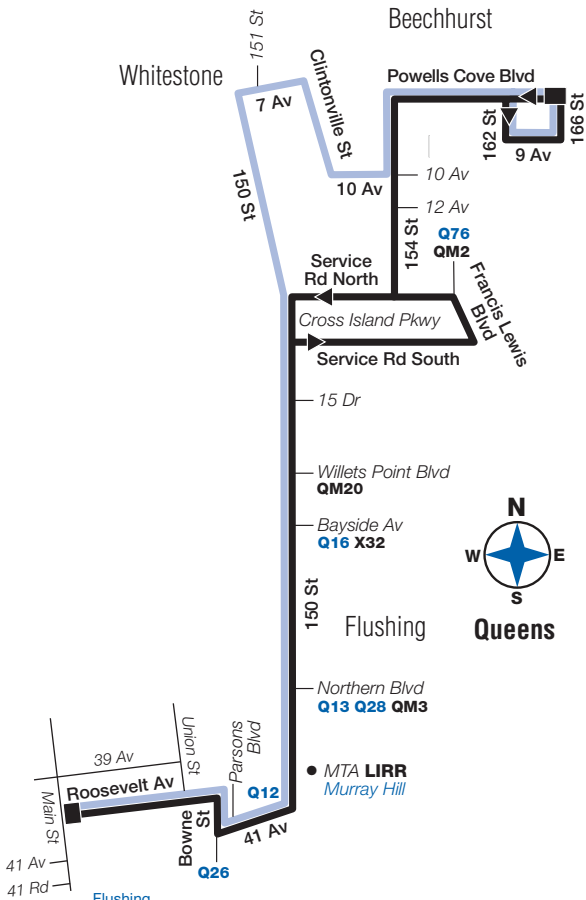 Beechhurst
151 St
Whitestone
Clintonville St
Powells Cove Blvd
7 Av
162 St
166 St
9 Av
10 Av
10 Av
150 St
12 Av
154 St
Q76
QM2
Service
Rd North
Francis Lewis
Blvd
Cross Island Pkwy
Service Rd South
15 Dr
Willets Point Blvd
QM20
Bayside Av
Q16 X32
N
W
E
S
Queens
150 St
Flushing
Northern Blvd
Q13 Q28 QM3
Union St
Parsons
Blvd
39 Av
MTA LIRR
Murray Hill
Roosevelt Av
Q12
Main St
Bowne
St
41 Av
41 Av
Q26
41 Rd
Flushing